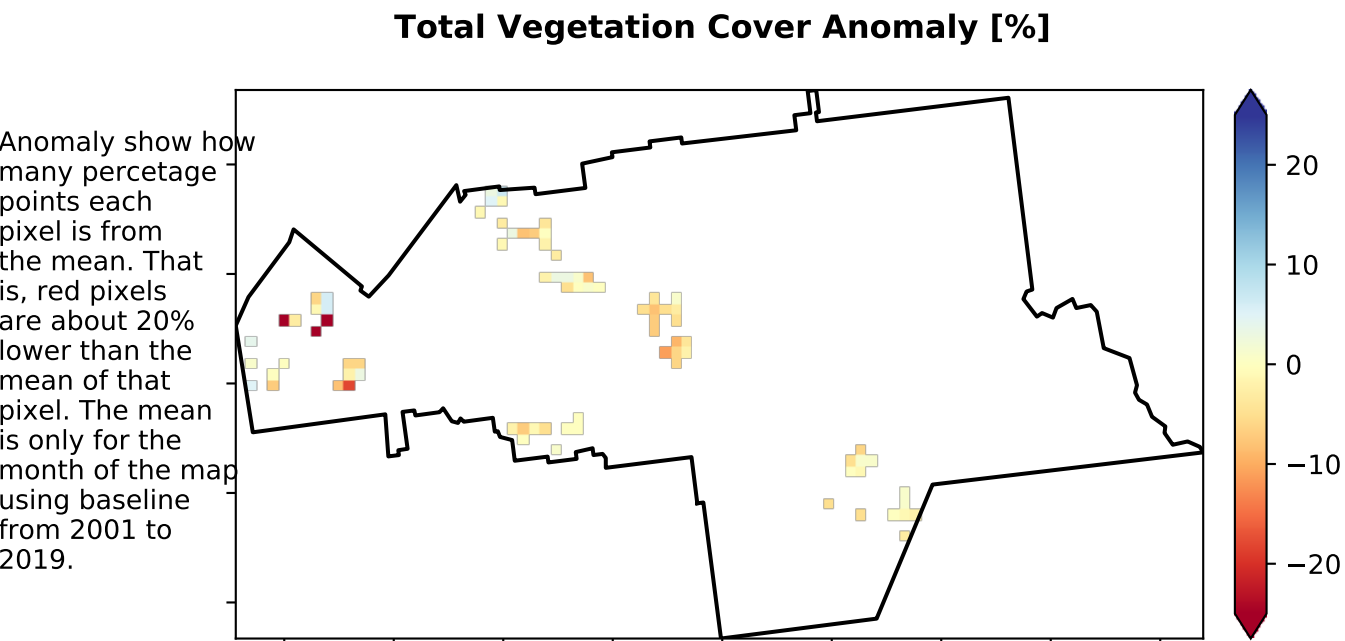 Total Vegetation Cover Anomaly [%]
Anomaly show how
many percetage
points each
pixel is from
the mean. That
is, red pixels
are about 20%
lower than the
mean of that
pixel. The mean
is only for the
month of the map
using baseline
from 2001 to
2019.
20
10
0
−10
−20